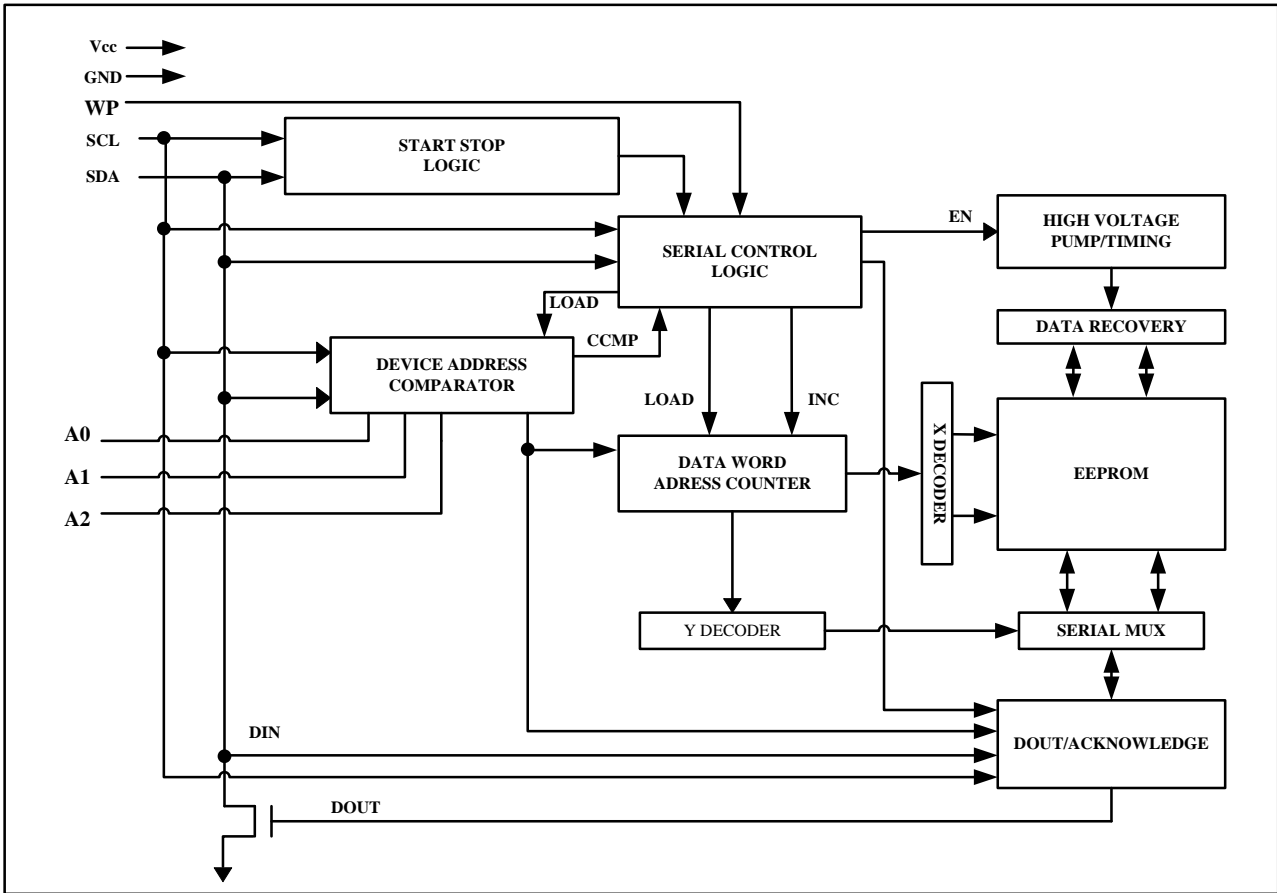 Vcc
GND
WP
SCL
SDA
START STOP
LOGIC
EN
HIGH VOLTAGE
PUMP/TIMING
SERIAL CONTROL
LOGIC
LOAD
CCMP
DATA RECOVERY
DEVICE ADDRESS
COMPARATOR
LOAD
INC
A0
A1
A2
DATA WORD
ADRESS COUNTER
X DECODER
EEPROM
Y DECODER
SERIAL MUX
DIN
DOUT/ACKNOWLEDGE
DOUT